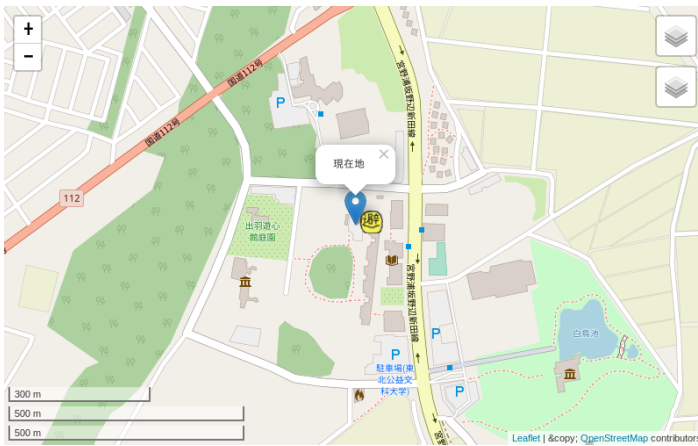 +
−
国道112号
宮野浦坂野辺新田線
P
国道112号
現在地
×
112
出羽遊心
館庭園
避
宮野浦坂野辺新田線
白鳥池
P
P
駐車場(東
北公益文
科大学)
P
300 m
500 m
500 m
Leaflet | &copy; OpenStreetMap contributors